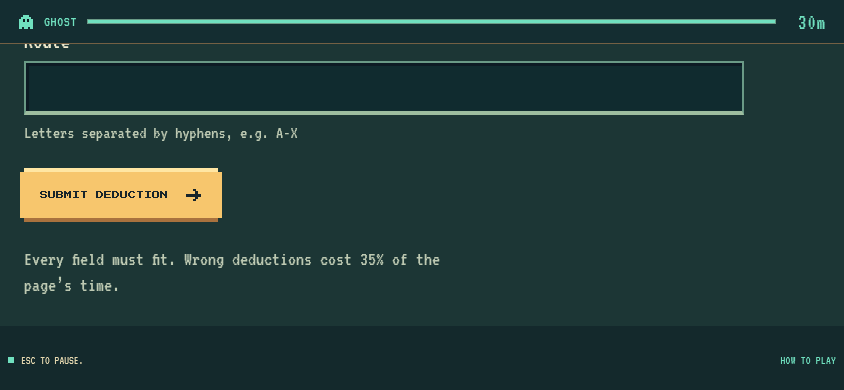 GHOST
30m
Route
Letters separated by hyphens, e.g. A-X
SUBMIT DEDUCTION
Every field must fit. Wrong deductions cost 35% of the
page's time.
ESC TO PAUSE.
HOW TO PLAY